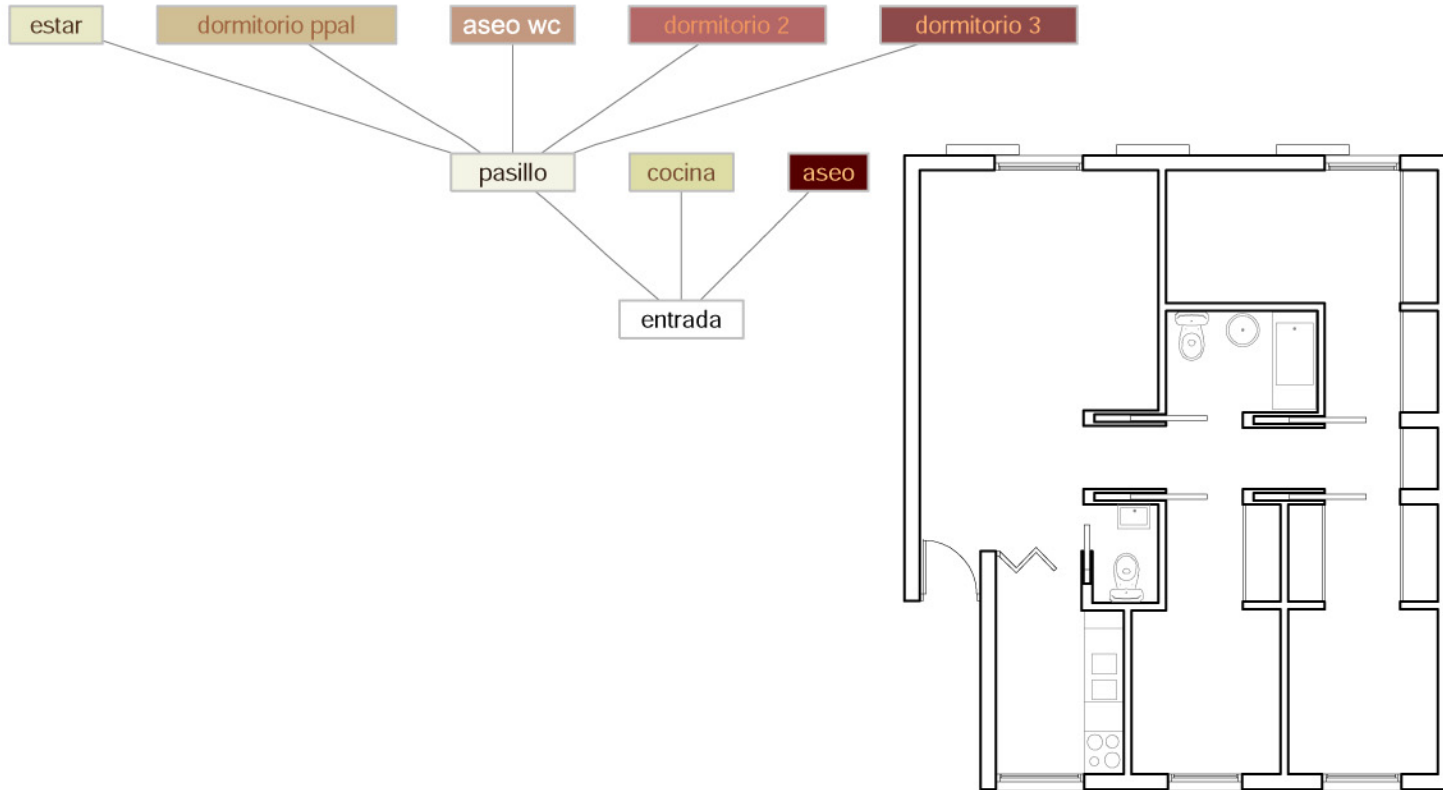 estar
dormitorio ppal
aseo wc
dormitorio 2
dormitorio 3
pasillo
cocina
aseo
entrada